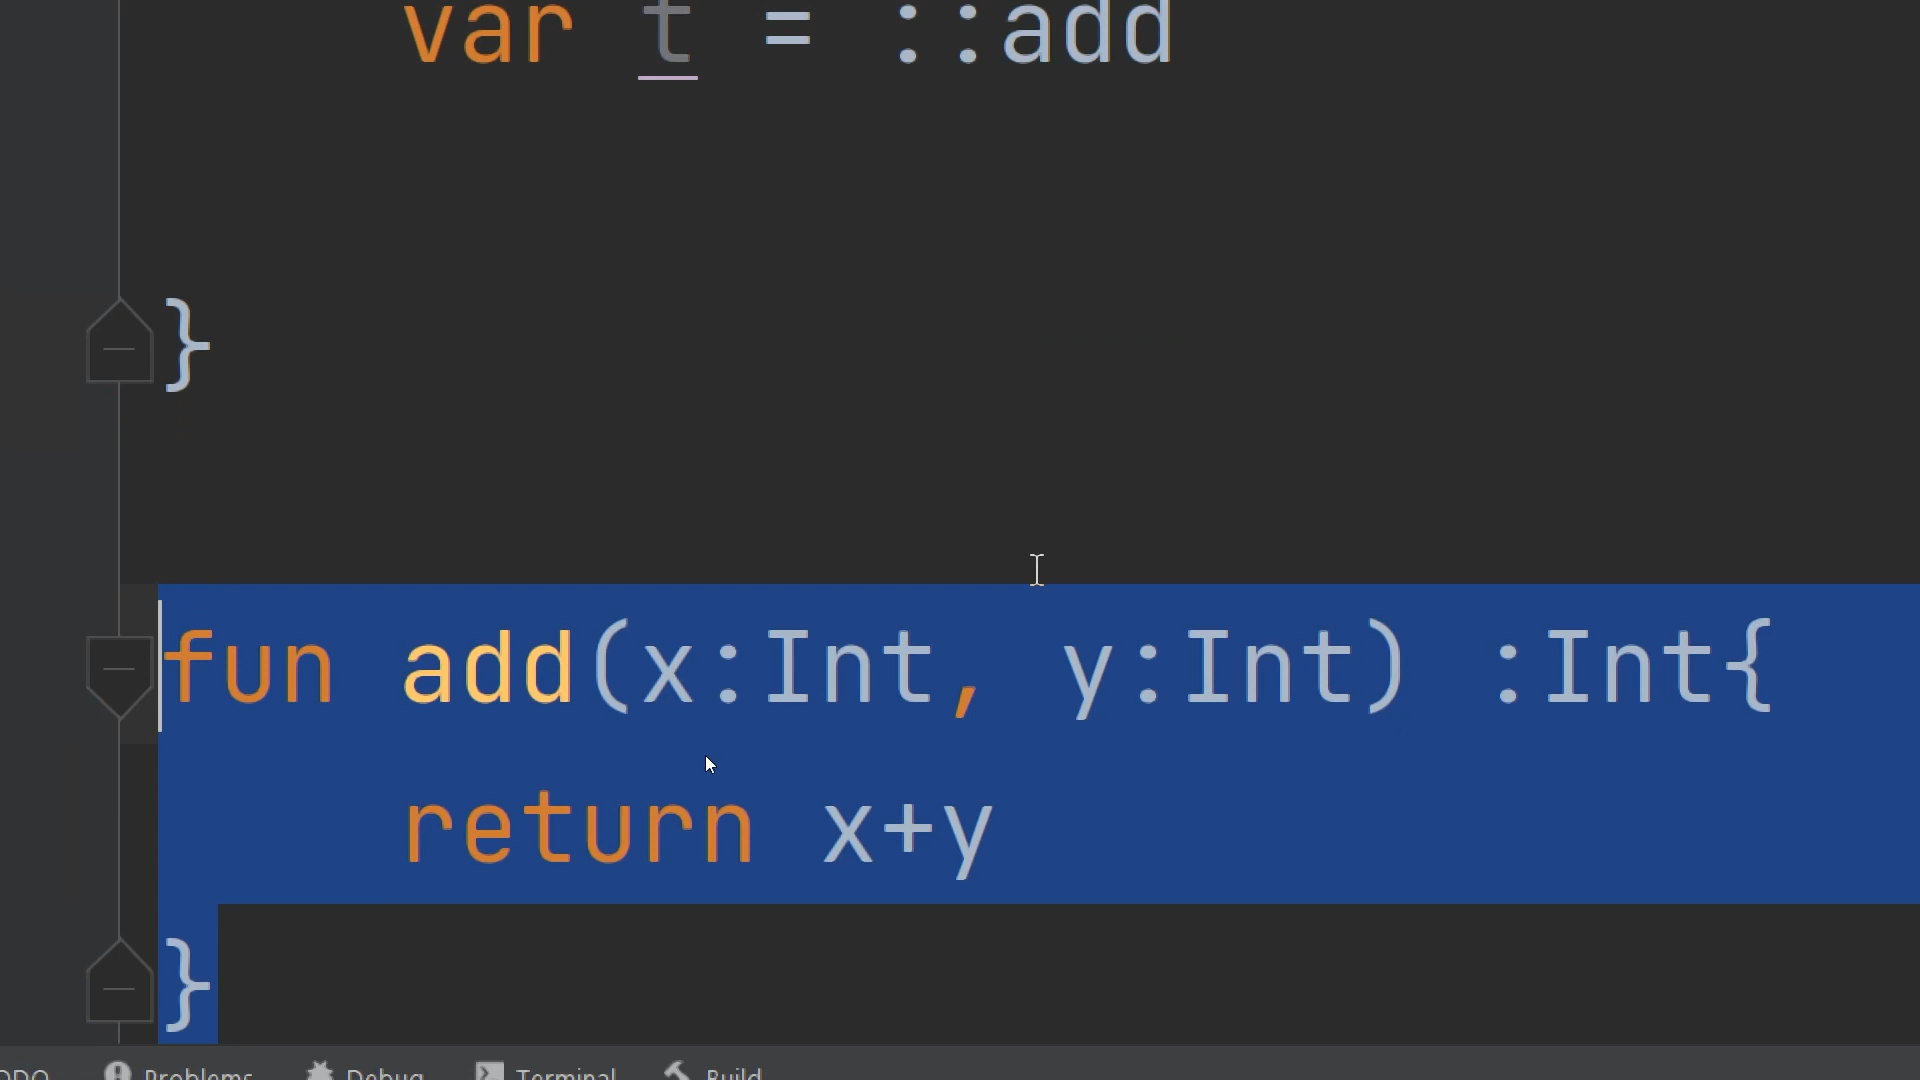 var t = ::add
}
fun add(x:Int, y:Int) :Int{
return x+y
}
Problems Debug Terminal Build